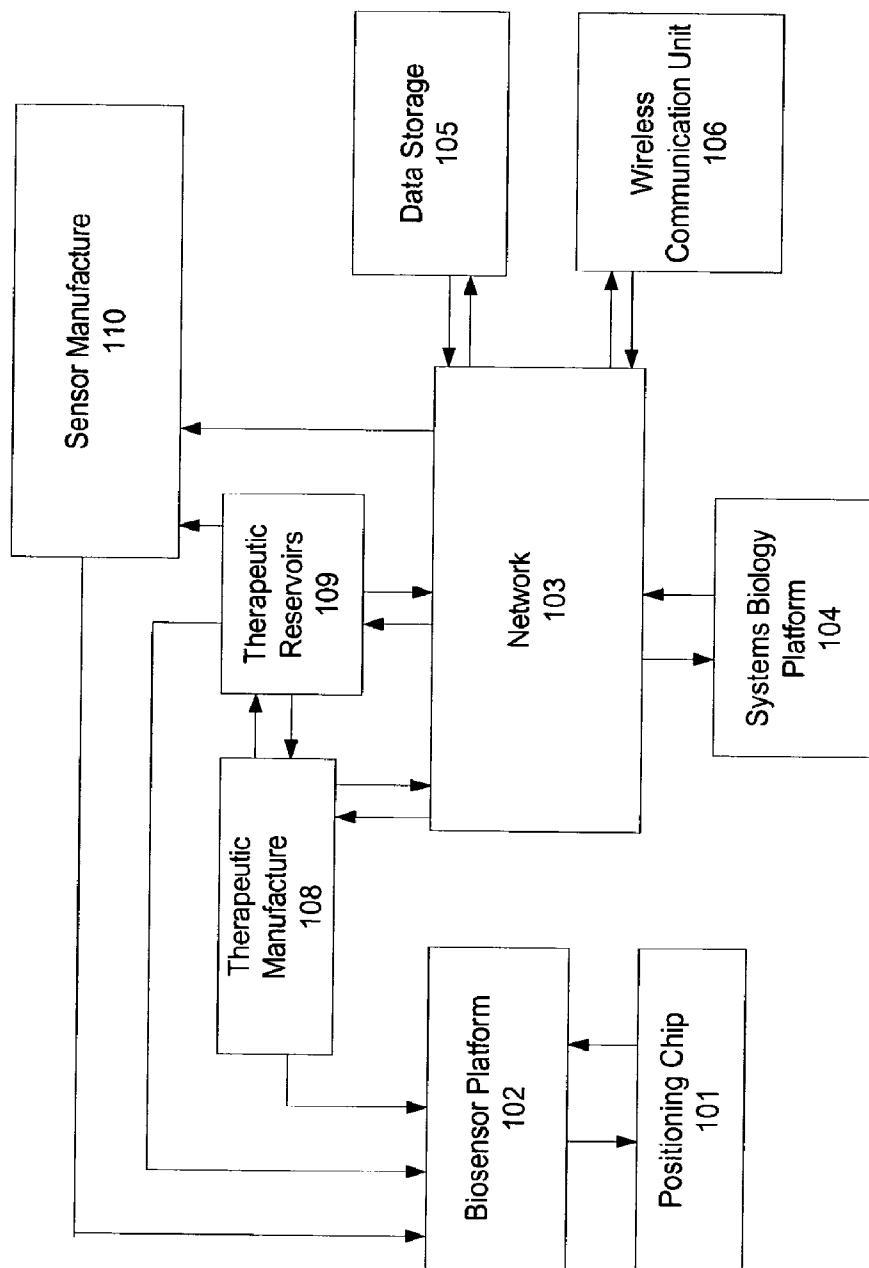 Sensor Manufacture
110
Data Storage
105
Wireless
Communication Unit
106
Therapeutic
Reservoirs
109
Therapeutic
Manufacture
108
Network
103
Systems Biology
Platform
104
Biosensor Platform
102
Positioning Chip
101